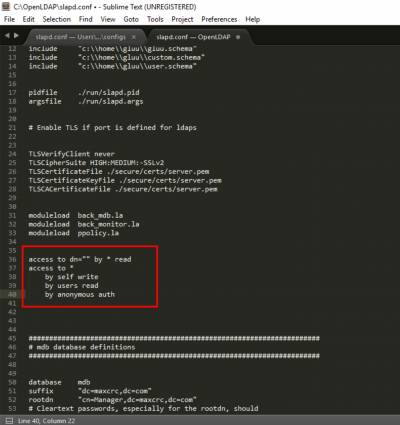 C:\OpenLDAP\slapd.conf • - Sublime Text (UNREGISTERED)
File Edit Selection Find View Goto Tools Project Preferences Help
slapd.conf — Users\...\configs slapd.conf — OpenLDAP
12 include "c:\\home\\gluu\\gluu.schema"
13 include "c:\\home\\gluu\\custom.schema"
14 include "c:\\home\\gluu\\user.schema"
15
16
17 pidfile ./run/slapd.pid
18 argsfile ./run/slapd.args
19
20
21 # Enable TLS if port is defined for ldaps
22
23
24 TLSVerifyClient never
25 TLSCipherSuite HIGH:MEDIUM:-SSLv2
26 TLSCertificateFile ./secure/certs/server.pem
27 TLSCertificateKeyFile ./secure/certs/server.pem
28 TLSCACertificateFile ./secure/certs/server.pem
29
30
31 moduleload back_mdb.la
32 moduleload back_monitor.la
33 moduleload ppolicy.la
34
35
36 access to dn="" by * read
37 access to *
38 by self write
39 by users read
40 by anonymous auth
41
42
43
44
45 #######################################################################
46 # mdb database definitions
47 #######################################################################
48
49
50 database mdb
51 suffix "dc=maxcrc,dc=com"
52 rootdn "cn=Manager,dc=maxcrc,dc=com"
53 # Cleartext passwords, especially for the rootdn, should
Line 40, Column 22